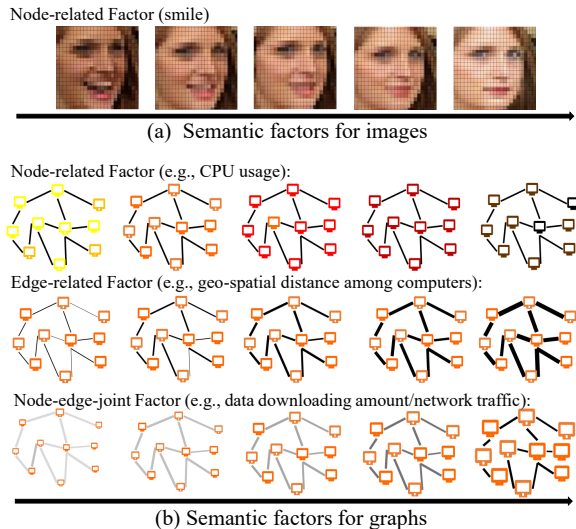 Node-related Factor (smile)
(a) Semantic factors for images
Node-related Factor (e.g., CPU usage):
Edge-related Factor (e.g., geo-spatial distance among computers):
Node-edge-joint Factor (e.g., data downloading amount/network traffic):
(b) Semantic factors for graphs